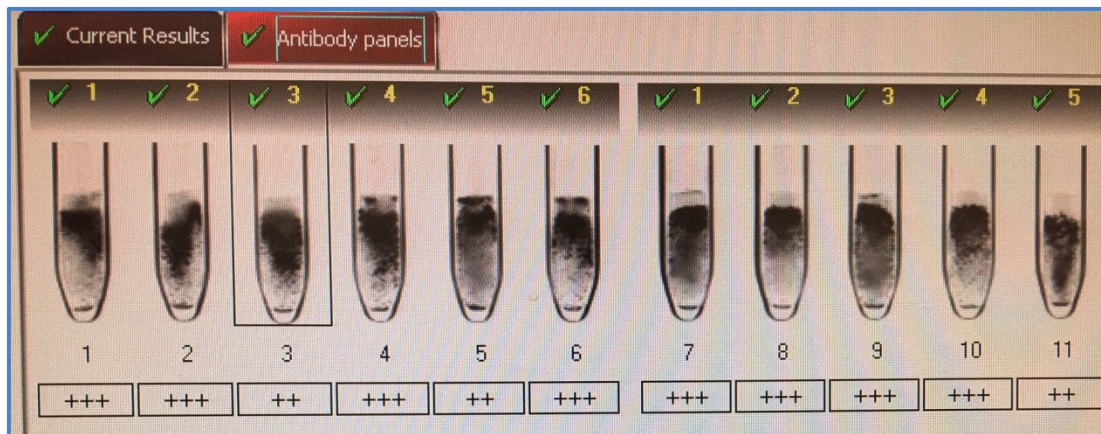 Current Results Antibody panels
1 2 3 4 5 6 1 2 3 4 5
1 2 3 4 5 6 7 8 9 10 11
+++ +++ ++ +++ ++ +++ +++ +++ +++ +++ ++